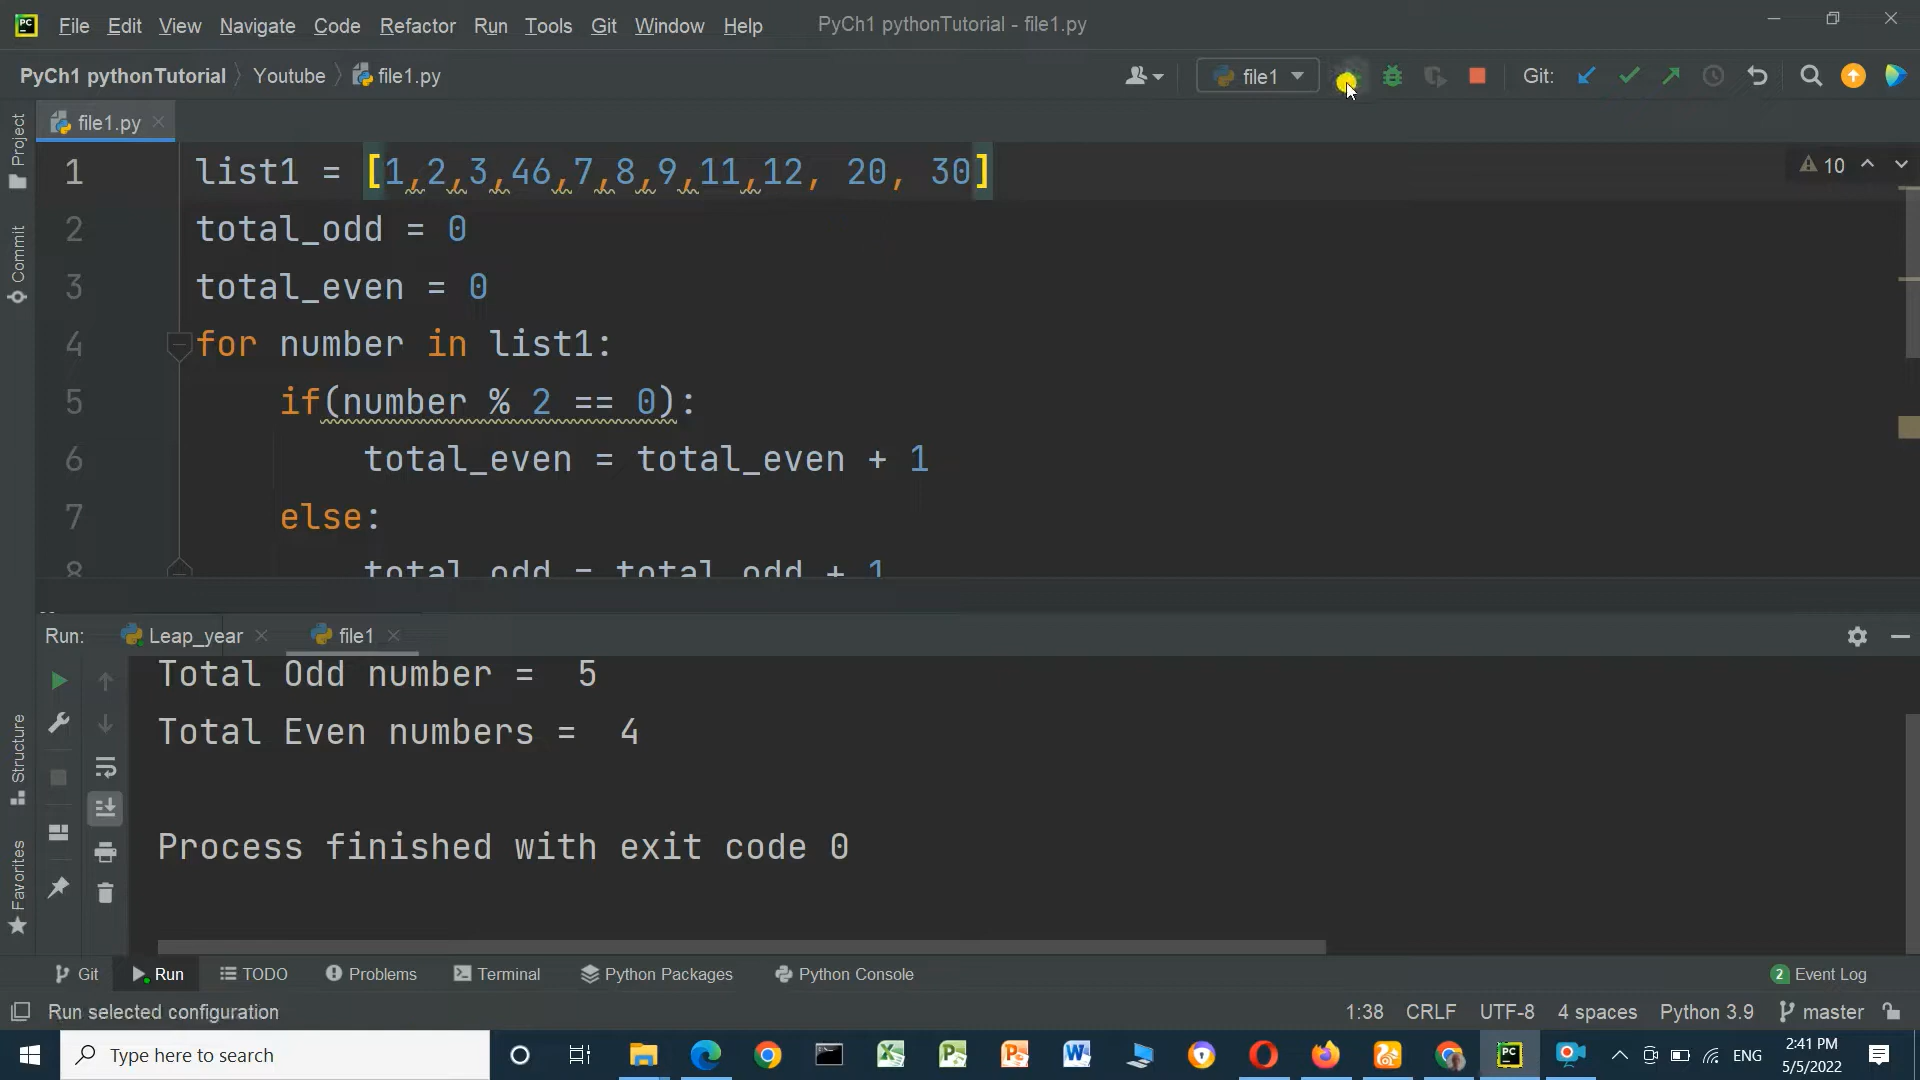 File Edit View Navigate Code Refactor Run Tools Git Window Help PyCh1 pythonTutorial - file1.py
PyCh1 pythonTutorial Youtube file1.py file1 Git:
file1.py
Project
Commit
Structure
Favorites
1 list1 = [1,2,3,46,7,8,9,11,12, 20, 30] 10
2 total_odd = 0
3 total_even = 0
4 for number in list1:
5 if(number % 2 == 0):
6 total_even = total_even + 1
7 else:
8 total_odd = total_odd + 1
Run: Leap_year file1
Total Odd number =  5
Total Even numbers =  4
Process finished with exit code 0
Git Run TODO Problems Terminal Python Packages Python Console 2 Event Log
Run selected configuration 1:38 CRLF UTF-8 4 spaces Python 3.9 master
Type here to search ENG 2:41 PM
5/5/2022